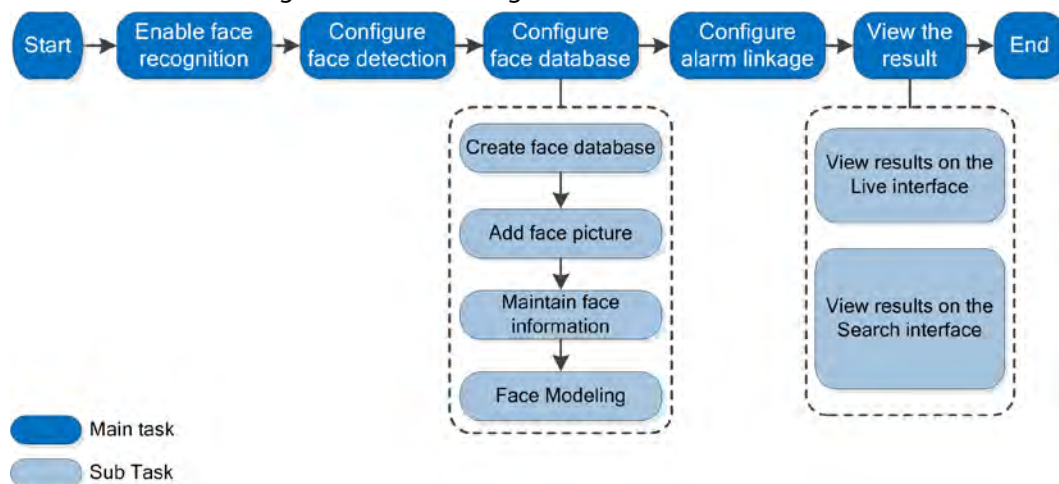 Start
Enable face
recognition
Configure
face detection
Configure
face database
Configure
alarm linkage
View the
result
End
Create face database
Add face picture
Maintain face
information
Face Modeling
View results on the
Live interface
View results on the
Search interface
Main task
Sub Task